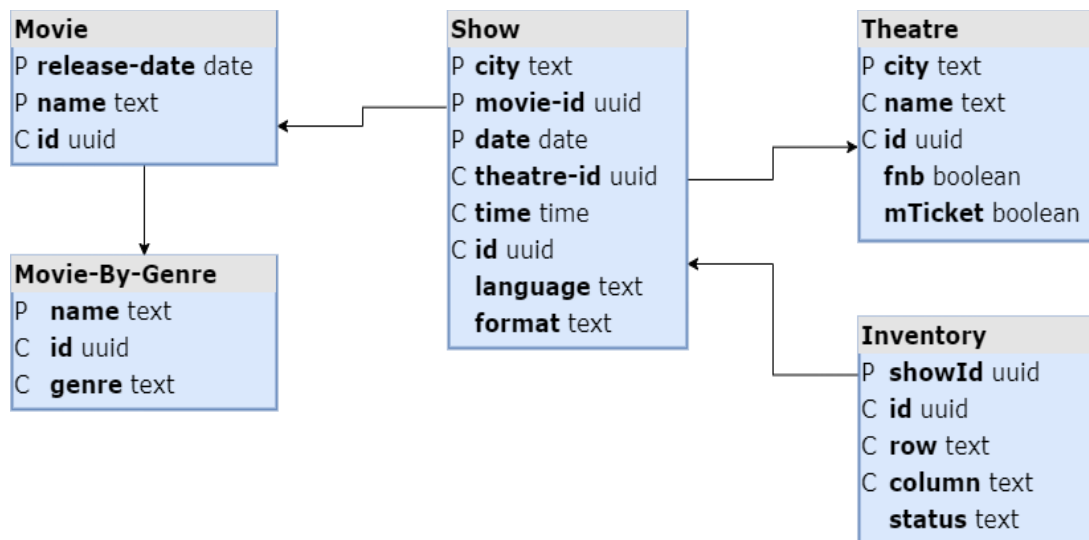 Movie
P release-date date
P name text
C id uuid
Movie-By-Genre
P name text
C id uuid
C genre text
Show
P city text
P movie-id uuid
P date date
C theatre-id uuid
C time time
C id uuid
language text
format text
Theatre
P city text
C name text
C id uuid
fnb boolean
mTicket boolean
Inventory
P showId uuid
C id uuid
C row text
C column text
status text